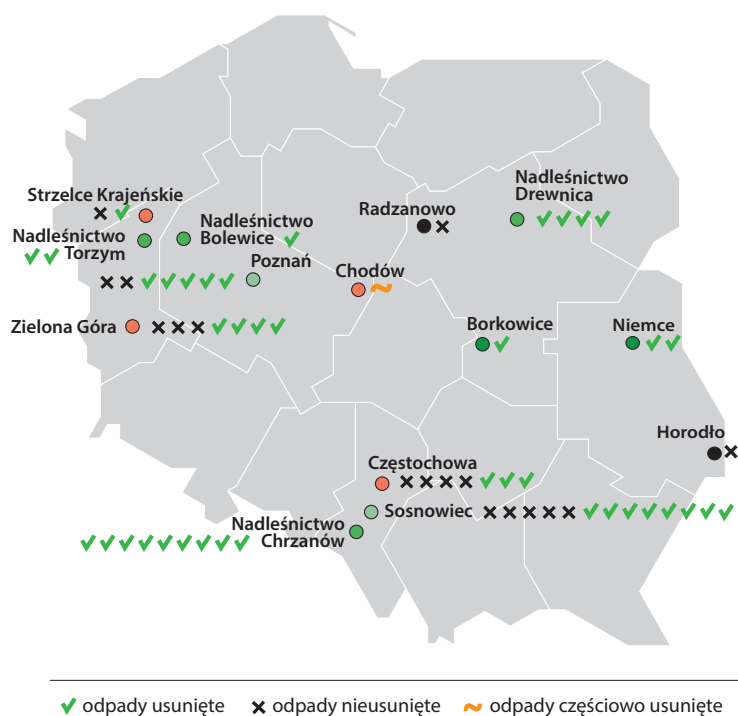 Nadleśnictwo
Drewnica
Strzelce Krajeńskie
Nadleśnictwo
Bolewice
Radzanowo
Nadleśnictwo
Torzym
Poznań
Chodów
Zielona Góra
Borkowice
Niemce
Horodło
Częstochowa
Sosnowiec
Nadleśnictwo
Chrzanów
odpady usunięte
odpady nieusunięte
odpady częściowo usunięte